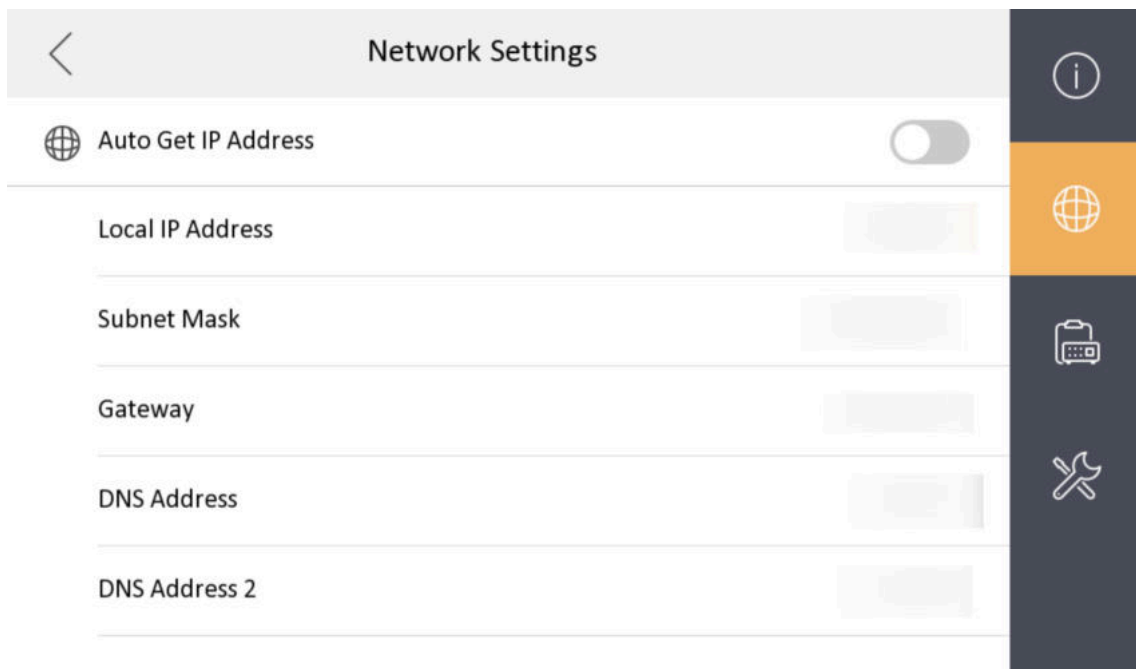 Network Settings
Auto Get IP Address
Local IP Address
Subnet Mask
Gateway
DNS Address
DNS Address 2